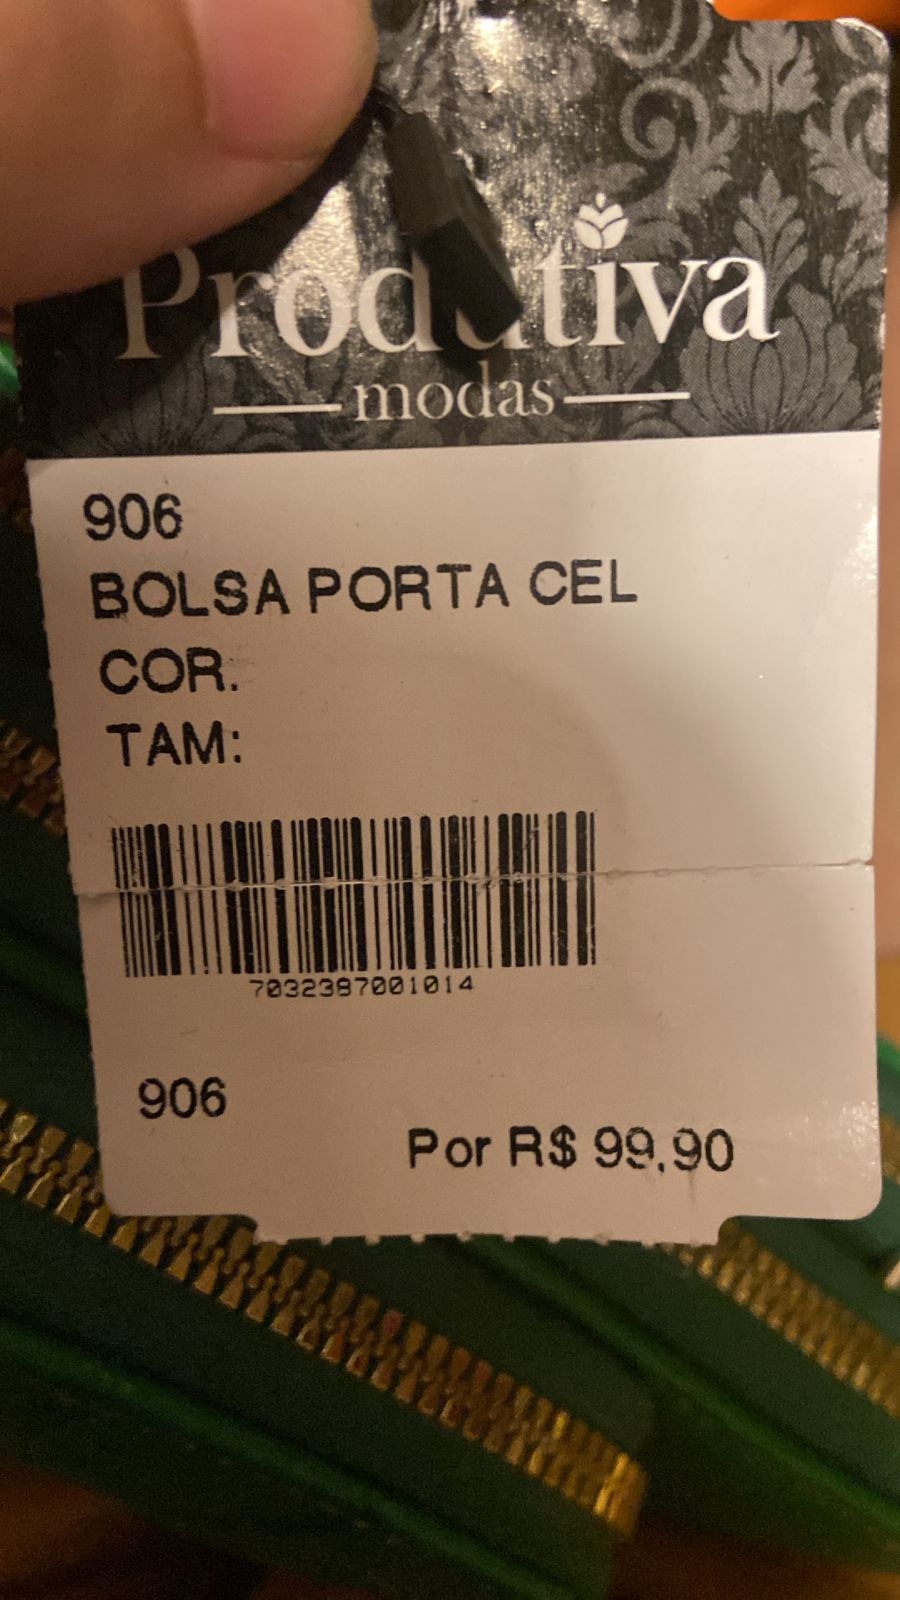 Produtiva
modas
906
BOLSA PORTA CEL
COR.
TAM:
7032387001014
906
Por R$ 99,90